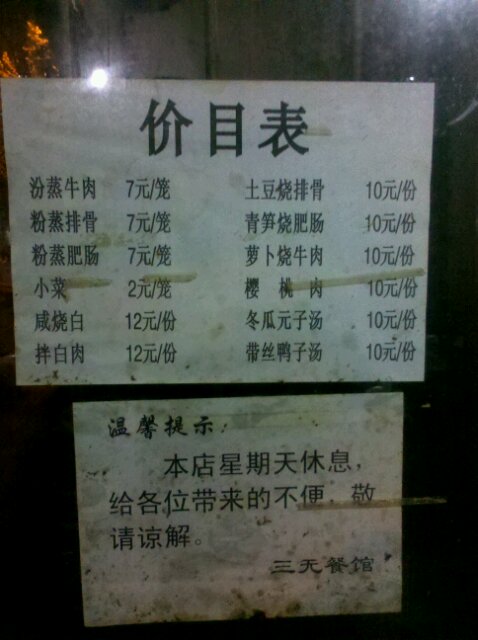 价目表
汾蒸牛肉 7元/笼 土豆烧排骨 10元/份
粉蒸排骨 7元/笼 青笋烧肥肠 10元/份
粉蒸肥肠 7元/笼 萝卜烧牛肉 10元/份
小菜 2元/笼 樱桃肉 10元/份
咸烧白 12元/份 冬瓜元子汤 10元/份
拌白肉 12元/份 带丝鸭子汤 10元/份
温馨提示：
本店星期天休息，
给各位带来的不便，敬
请谅解。
三无餐馆